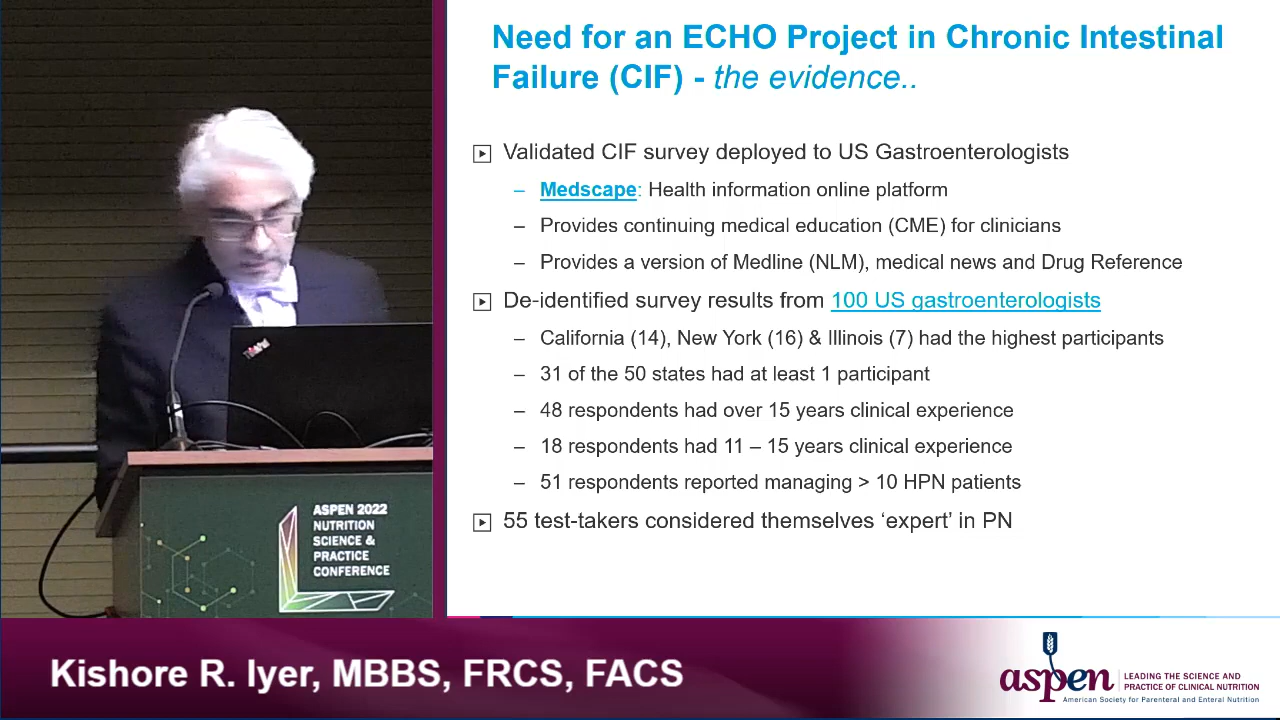 Need for an ECHO Project in Chronic Intestinal
Failure (CIF) - the evidence..
Validated CIF survey deployed to US Gastroenterologists
– Medscape: Health information online platform
– Provides continuing medical education (CME) for clinicians
– Provides a version of Medline (NLM), medical news and Drug Reference
De-identified survey results from 100 US gastroenterologists
– California (14), New York (16) & Illinois (7) had the highest participants
– 31 of the 50 states had at least 1 participant
– 48 respondents had over 15 years clinical experience
– 18 respondents had 11 – 15 years clinical experience
– 51 respondents reported managing > 10 HPN patients
55 test-takers considered themselves ‘expert’ in PN
ASPEN 2022
NUTRITION
SCIENCE &
PRACTICE
CONFERENCE
Kishore R. Iyer, MBBS, FRCS, FACS
aspen
LEADING THE SCIENCE AND
PRACTICE OF CLINICAL NUTRITION
American Society for Parenteral and Enteral Nutrition